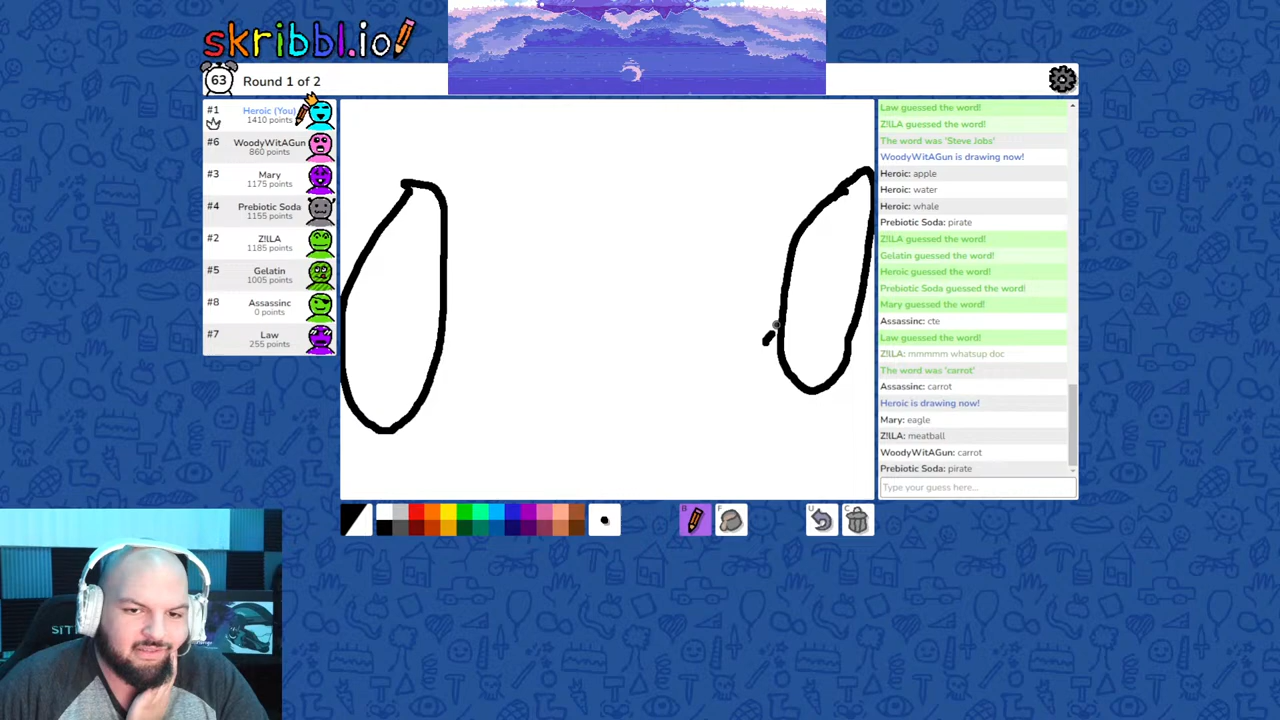 skribbl.io
63
Round 1 of 2
#1
Heroic (You)
1410 points
#6
WoodyWitAGun
860 points
#3
Mary
1175 points
#4
Prebiotic Soda
1155 points
#2
Z!LLA
1185 points
#5
Gelatin
1005 points
#8
Assassinc
0 points
#7
Law
255 points
Law guessed the word!
Z!LLA guessed the word!
The word was 'Steve Jobs'
WoodyWitAGun is drawing now!
Heroic: apple
Heroic: water
Heroic: whale
Prebiotic Soda: pirate
Z!LLA guessed the word!
Gelatin guessed the word!
Heroic guessed the word!
Prebiotic Soda guessed the word!
Mary guessed the word!
Assassinc: cte
Law guessed the word!
Z!LLA: mmmmm whatsup doc
The word was 'carrot'
Assassinc: carrot
Heroic is drawing now!
Mary: eagle
Z!LLA: meatball
WoodyWitAGun: carrot
Prebiotic Soda: pirate
Type your guess here...
B
F
U
C